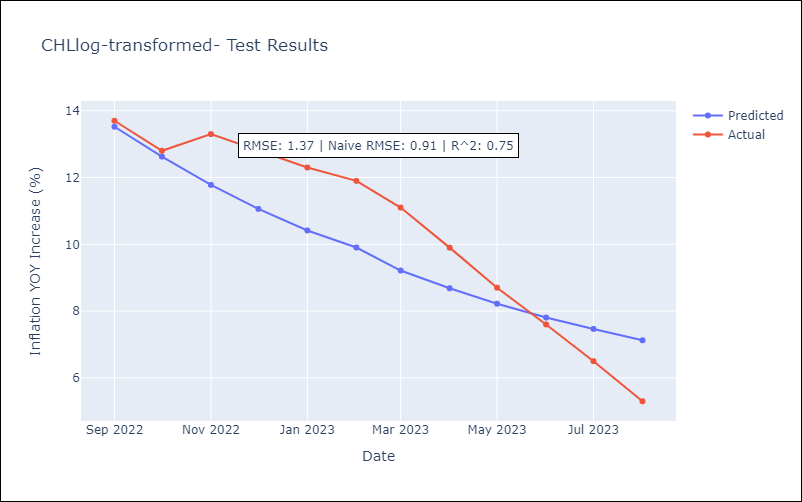 CHLlog-transformed- Test Results
Predicted
Actual
RMSE: 1.37 | Naive RMSE: 0.91 | R^2: 0.75
Inflation YOY Increase (%)
14
12
10
8
6
Sep 2022
Nov 2022
Jan 2023
Mar 2023
May 2023
Jul 2023
Date